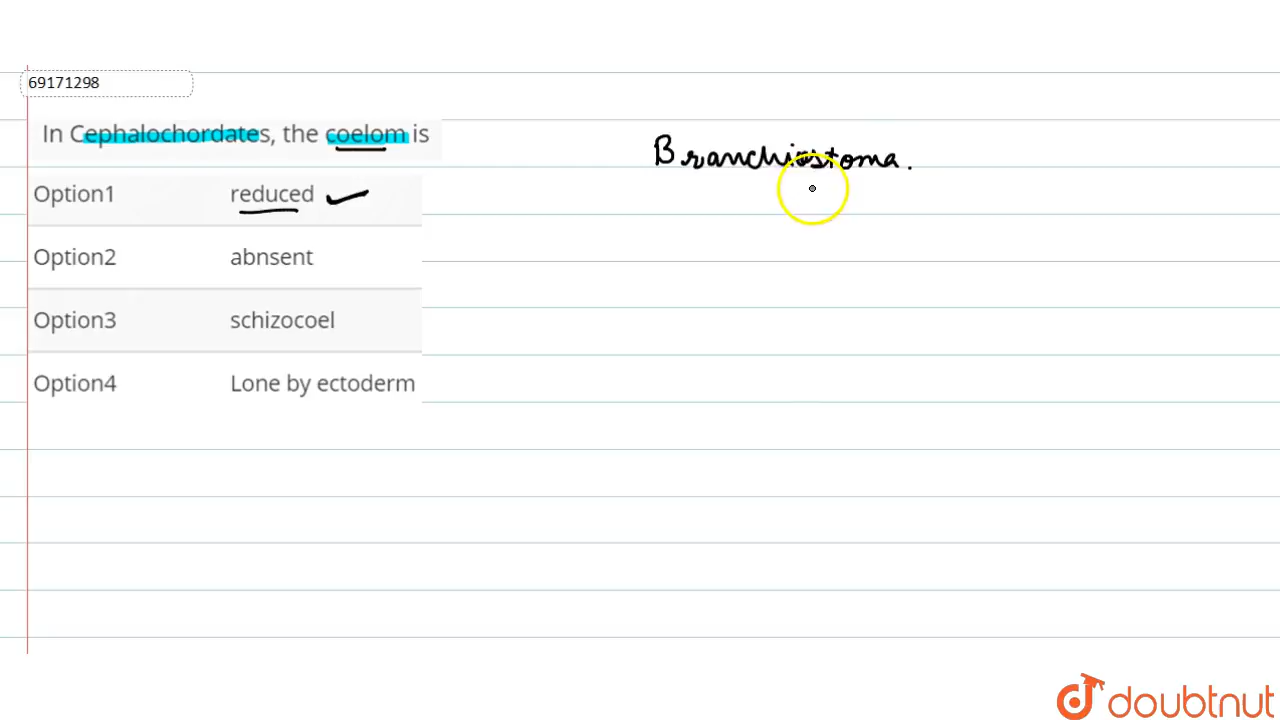 69171298
In Cephalochordates, the coelom is
Branchiostoma.
Option1 reduced
Option2 abnsent
Option3 schizocoel
Option4 Lone by ectoderm
doubtnut